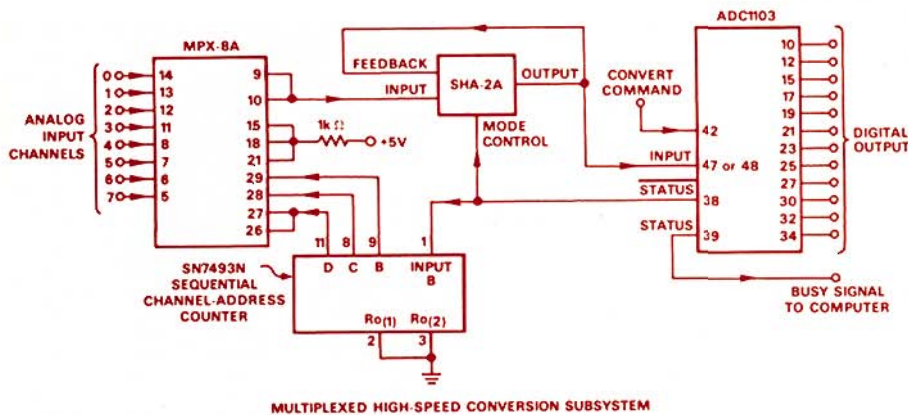 ADC1103
MPX-8A
FEEDBACK
SHA-2A
OUTPUT
INPUT
MODE
CONTROL
CONVERT
COMMAND
ANALOG
INPUT
CHANNELS
0
1
2
3
4
5
6
7
14
13
12
11
8
7
6
5
9
10
15
18
21
29
28
27
26
1k Ω
+5V
42
INPUT
47 or 48
STATUS
38
STATUS
39
10
12
15
17
19
21
23
25
27
30
32
34
DIGITAL
OUTPUT
BUSY SIGNAL
TO COMPUTER
11
8
9
1
D
C
B
INPUT
B
SN7493N
SEQUENTIAL
CHANNEL-ADDRESS
COUNTER
Ro(1)
Ro(2)
2
3
MULTIPLEXED HIGH-SPEED CONVERSION SUBSYSTEM